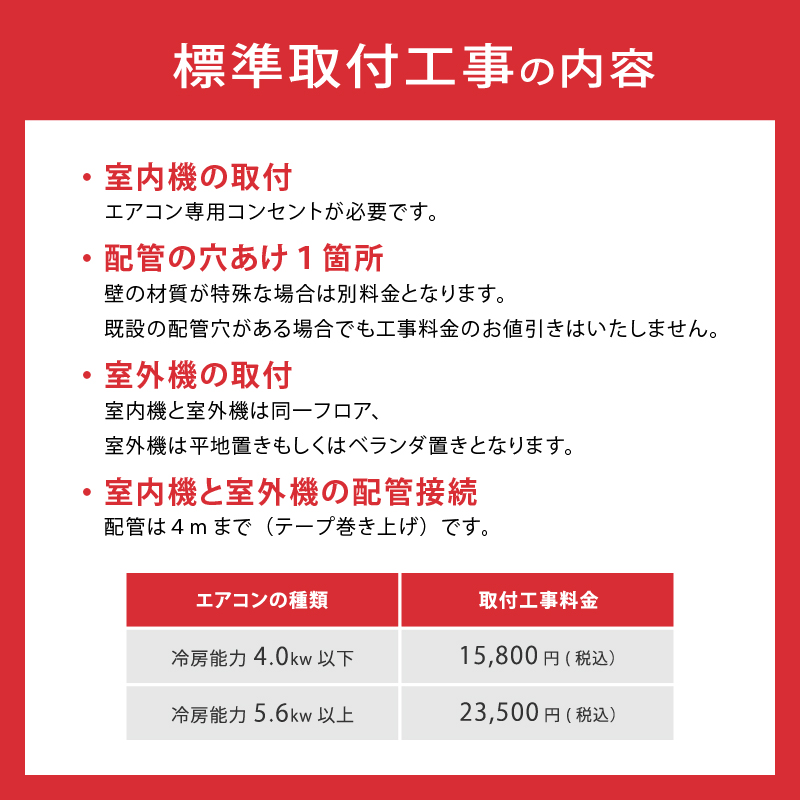 標準取付工事の内容
・室内機の取付
エアコン専用コンセントが必要です。
・配管の穴あけ1箇所
壁の材質が特殊な場合は別料金となります。
既設の配管穴がある場合でも工事料金のお値引きはいたしません。
・室外機の取付
室内機と室外機は同一フロア、
室外機は平地置きもしくはベランダ置きとなります。
・室内機と室外機の配管接続
配管は4mまで（テープ巻き上げ）です。
エアコンの種類 取付工事料金
冷房能力 4.0kw 以下 15,800 円 ( 税込）
冷房能力 5.6kw 以上 23,500 円 ( 税込）